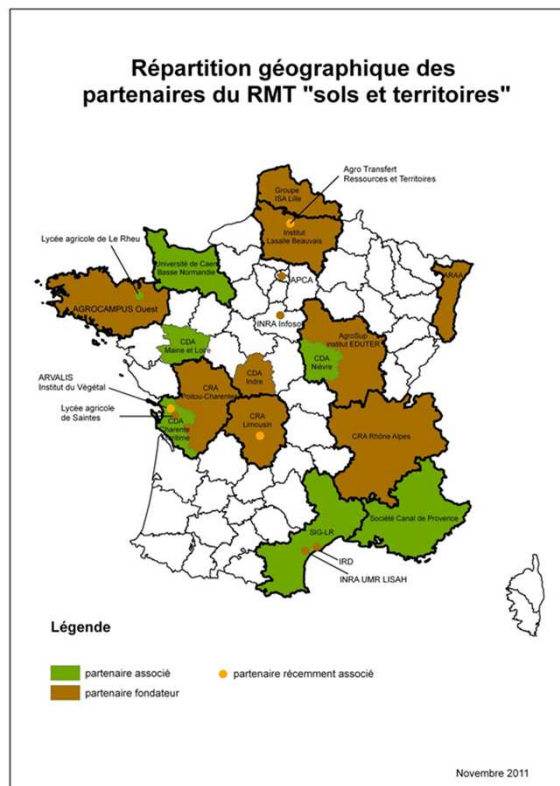 Répartition géographique des
partenaires du RMT "sols et territoires"
Agro Transfert
Ressources et Territoires
Groupe
ISA Lille
Institut
Lasalle Beauvais
Lycée agricole de Le Rheu
Université de Caen
Basse Normandie
APCA
ARAA
AGROCAMPUS Ouest
INRA Infosol
AgroSup
institut EDUTER
CDA
Maine et Loire
CDA
Nièvre
CDA
Indre
ARVALIS
Institut du Végétal
CRA
Poitou-Charentes
Lycée agricole
de Saintes
CDA
Charente
Maritime
CRA
Limousin
CRA Rhône Alpes
Société Canal de Provence
SIG-LR
IRD
INRA UMR LISAH
Légende
partenaire associé
partenaire récemment associé
partenaire fondateur
Novembre 2011